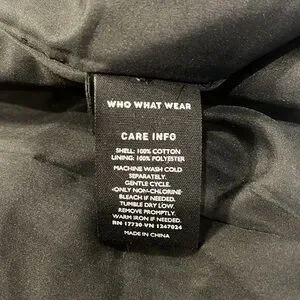 WHO WHAT WEAR
CARE INFO
SHELL: 100% COTTON
LINING: 100% POLYESTER
MACHINE WASH COLD
SEPARATELY.
GENTLE CYCLE.
ONLY NON-CHLORINE
BLEACH IF NEEDED.
TUMBLE DRY LOW.
REMOVE PROMPTLY.
WARM IRON IF NEEDED.
RN 17730 VN 1247024
MADE IN CHINA